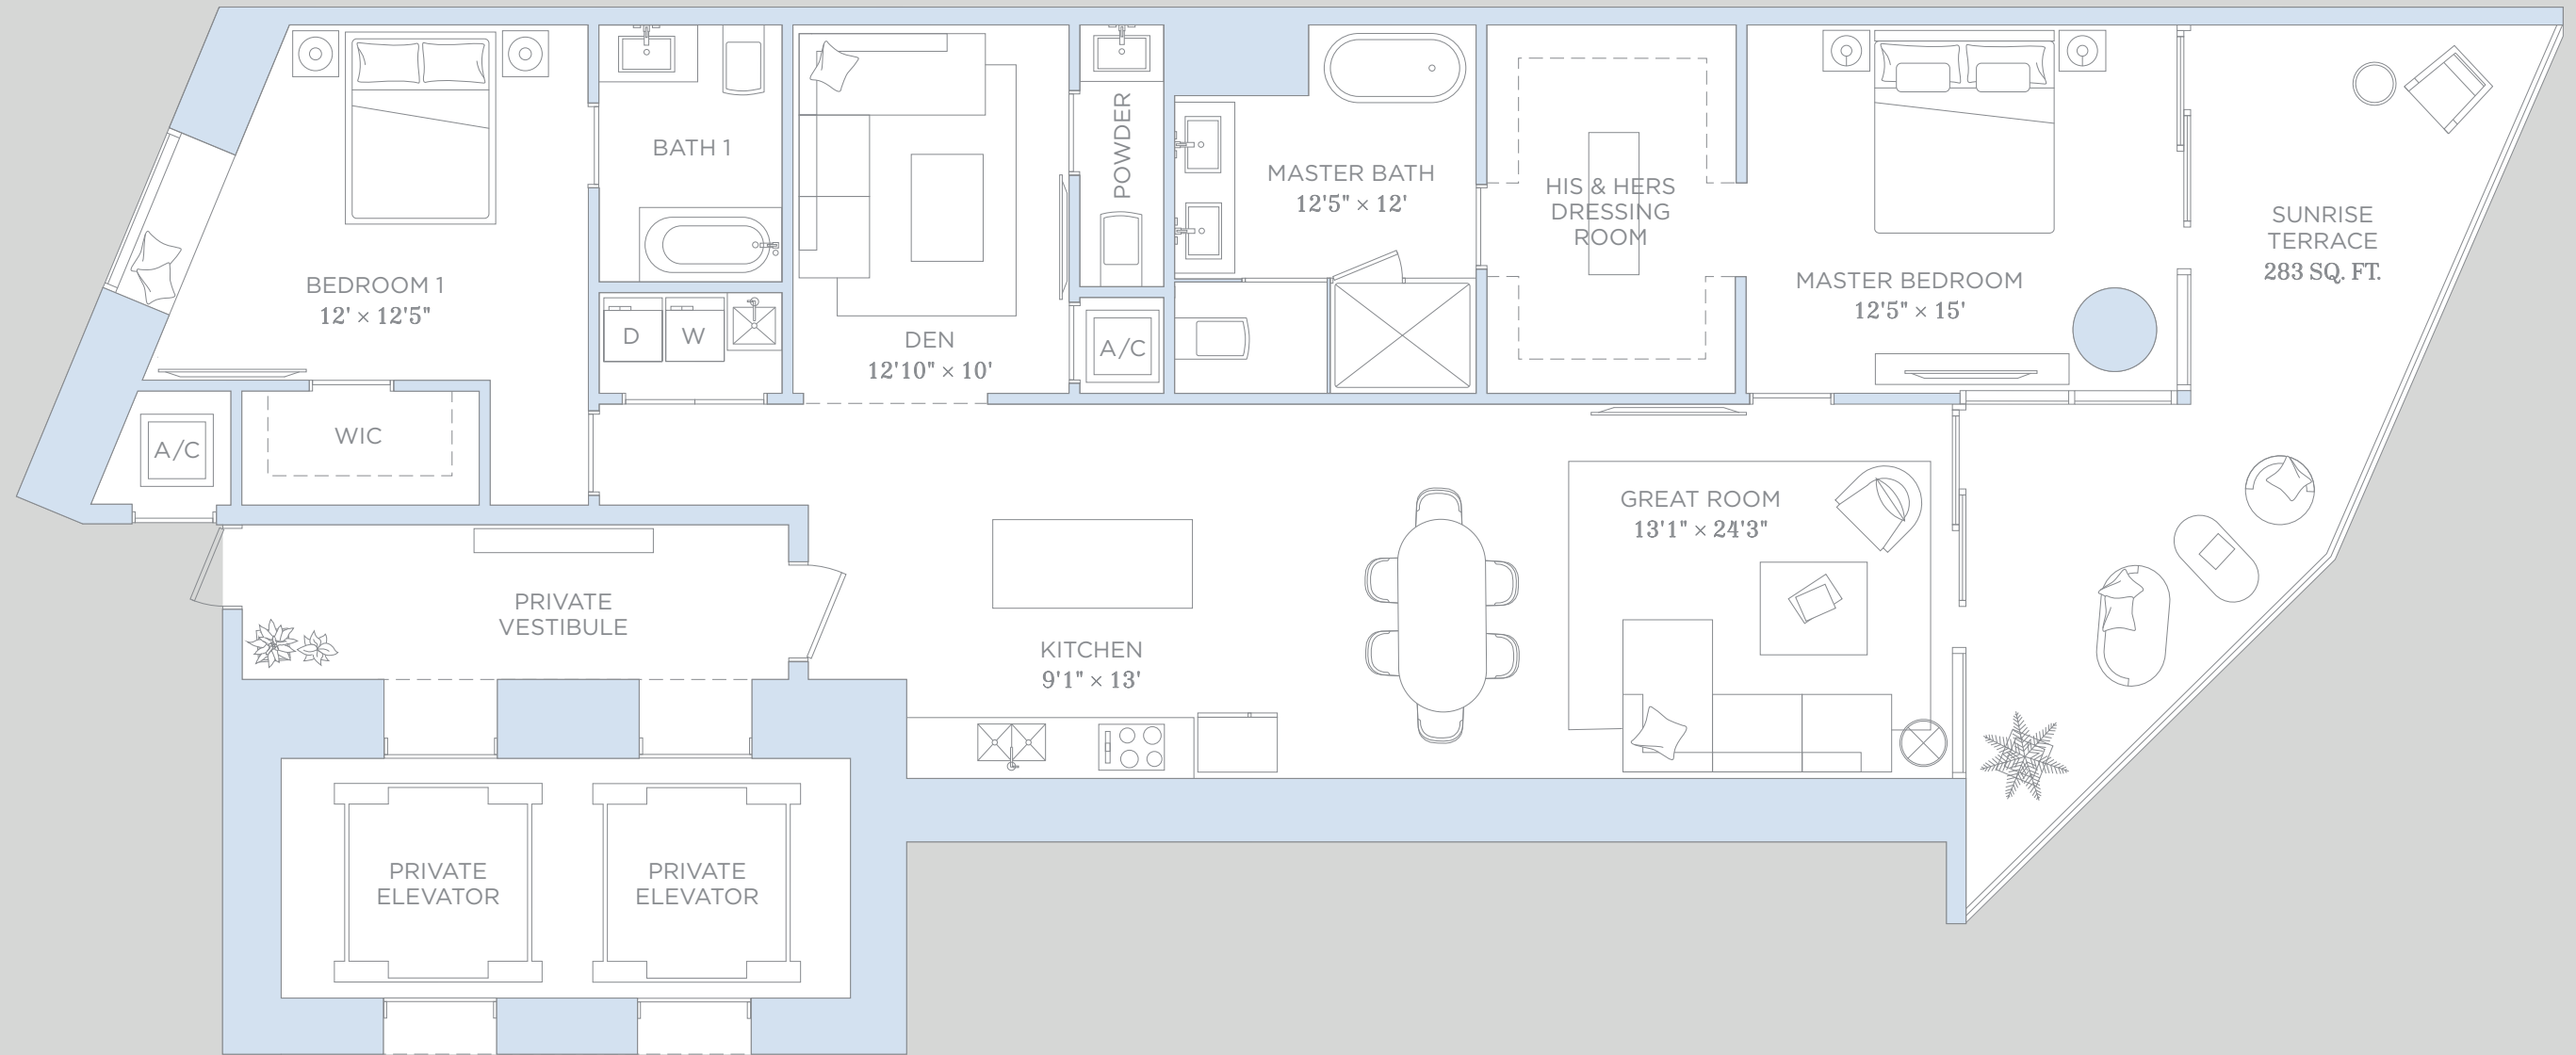 BEDROOM 1
12' × 12'5"
BATH 1
D
W
DEN
12'10" × 10'
POWDER
A/C
MASTER BATH
12'5" × 12'
HIS & HERS
DRESSING
ROOM
MASTER BEDROOM
12'5" × 15'
SUNRISE
TERRACE
283 SQ. FT.
A/C
WIC
GREAT ROOM
13'1" × 24'3"
PRIVATE
VESTIBULE
KITCHEN
9'1" × 13'
PRIVATE
ELEVATOR
PRIVATE
ELEVATOR